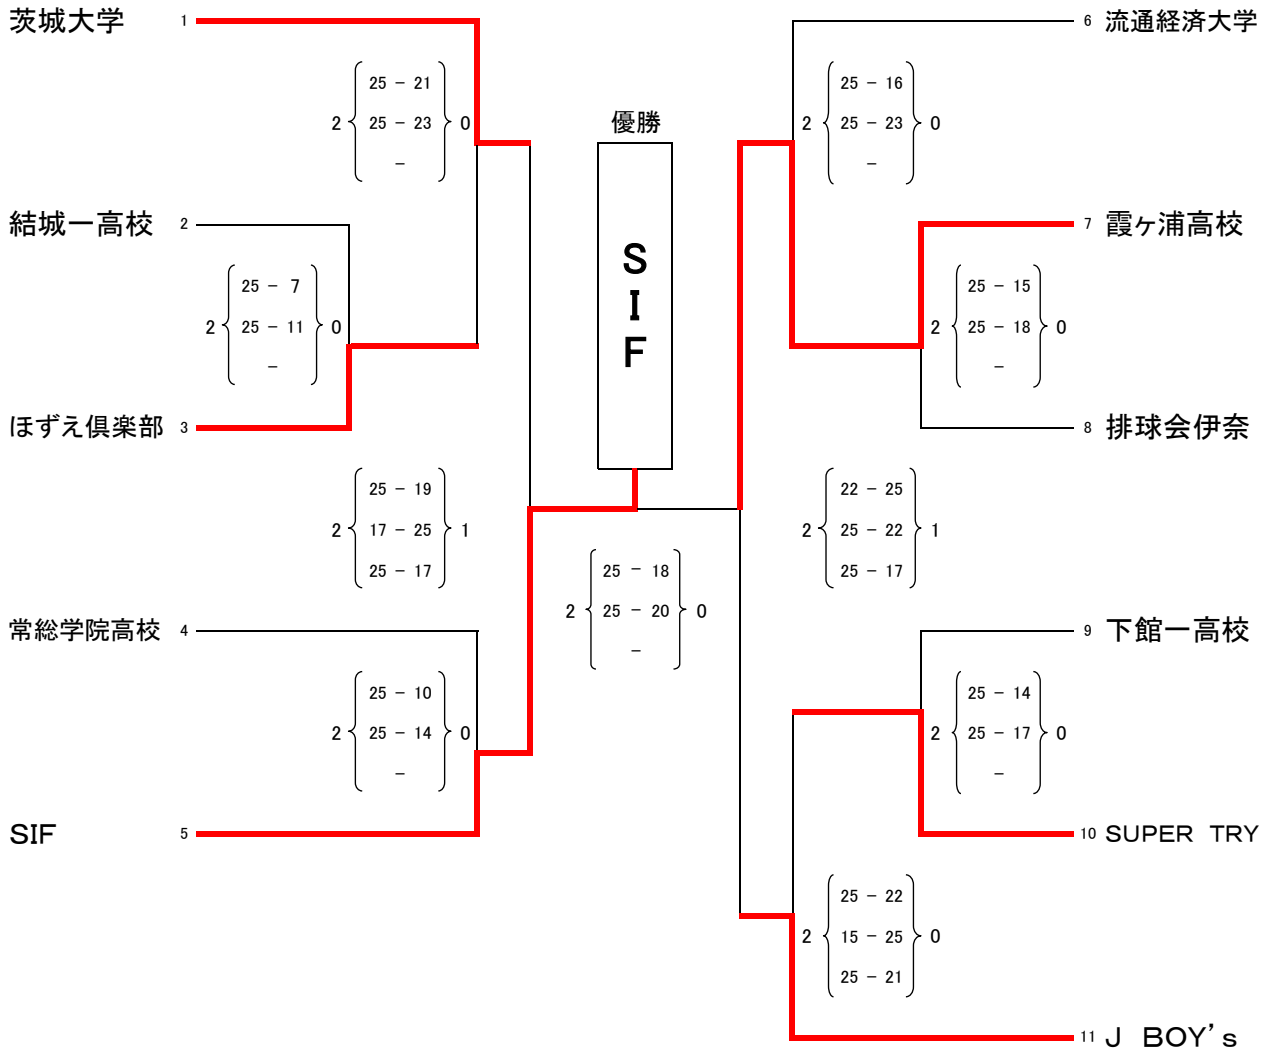 茨城大学 1
6 流通経済大学
25 － 21
2 25 － 23 0
－
25 － 16
2 25 － 23 0
－
優勝
SIF
結城一高校 2
7 霞ヶ浦高校
25 － 7
2 25 － 11 0
－
25 － 15
2 25 － 18 0
－
ほずえ倶楽部 3
8 排球会伊奈
25 － 19
2 17 － 25 1
25 － 17
22 － 25
2 25 － 22 1
25 － 17
25 － 18
2 25 － 20 0
－
常総学院高校 4
9 下館一高校
25 － 10
2 25 － 14 0
－
25 － 14
2 25 － 17 0
－
SIF 5
10 SUPER TRY
25 － 22
2 15 － 25 0
25 － 21
11 J BOY's